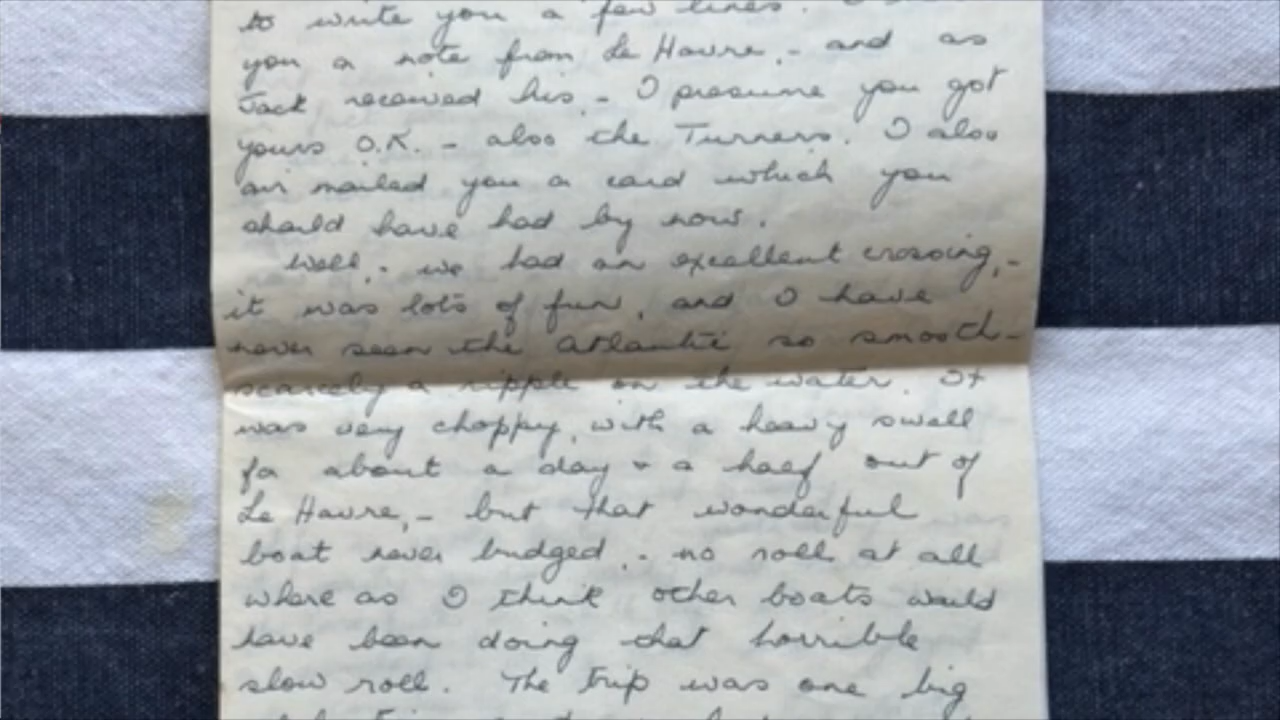 to write you a few lines. I
you a note from Le Havre, - and as
Jack received his, - I presume you got
yours O.K. - also the Turners. I also
air mailed you a card which you
should have had by now.
Well, - we had an excellent crossing, -
it was lots of fun, and I have
never seen the Atlantic so smooth -
scarcely a ripple on the water. It
was very choppy, with a heavy swell
for about a day & a half out of
Le Havre, - but that wonderful
boat never budged, - no roll at all
where as I think other boats would
have been doing that horrible
slow roll. The trip was one big